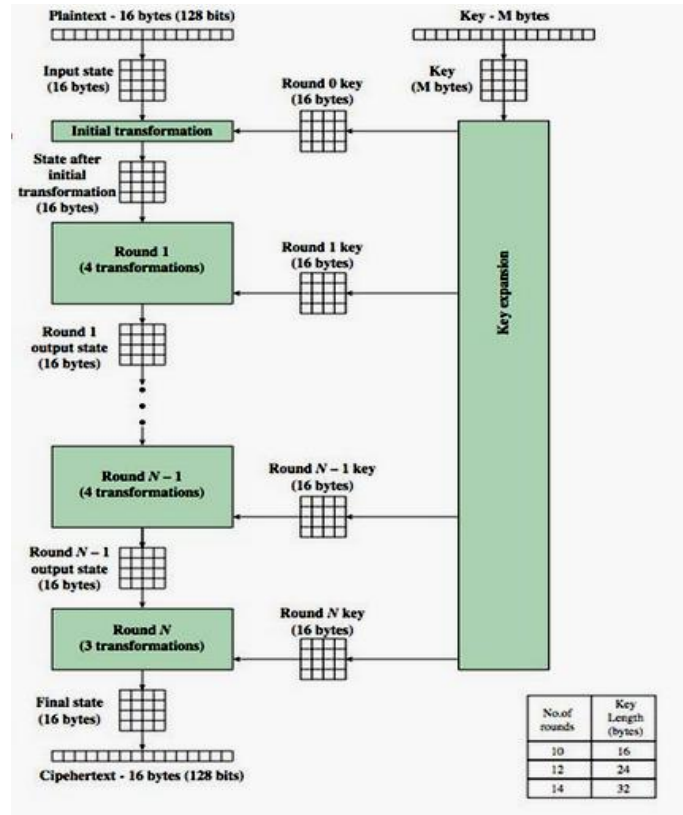 Plaintext - 16 bytes (128 bits)
Key - M bytes
Input state
(16 bytes)
Key
(M bytes)
Round 0 key
(16 bytes)
Initial transformation
State after
initial
transformation
(16 bytes)
Round 1
(4 transformations)
Round 1 key
(16 bytes)
Key expansion
Round 1
output state
(16 bytes)
Round N – 1
(4 transformations)
Round N – 1 key
(16 bytes)
Round N – 1
output state
(16 bytes)
Round N
(3 transformations)
Round N key
(16 bytes)
Final state
(16 bytes)
Cipehertext - 16 bytes (128 bits)
No.of
rounds
Key
Length
(bytes)
10 16
12 24
14 32